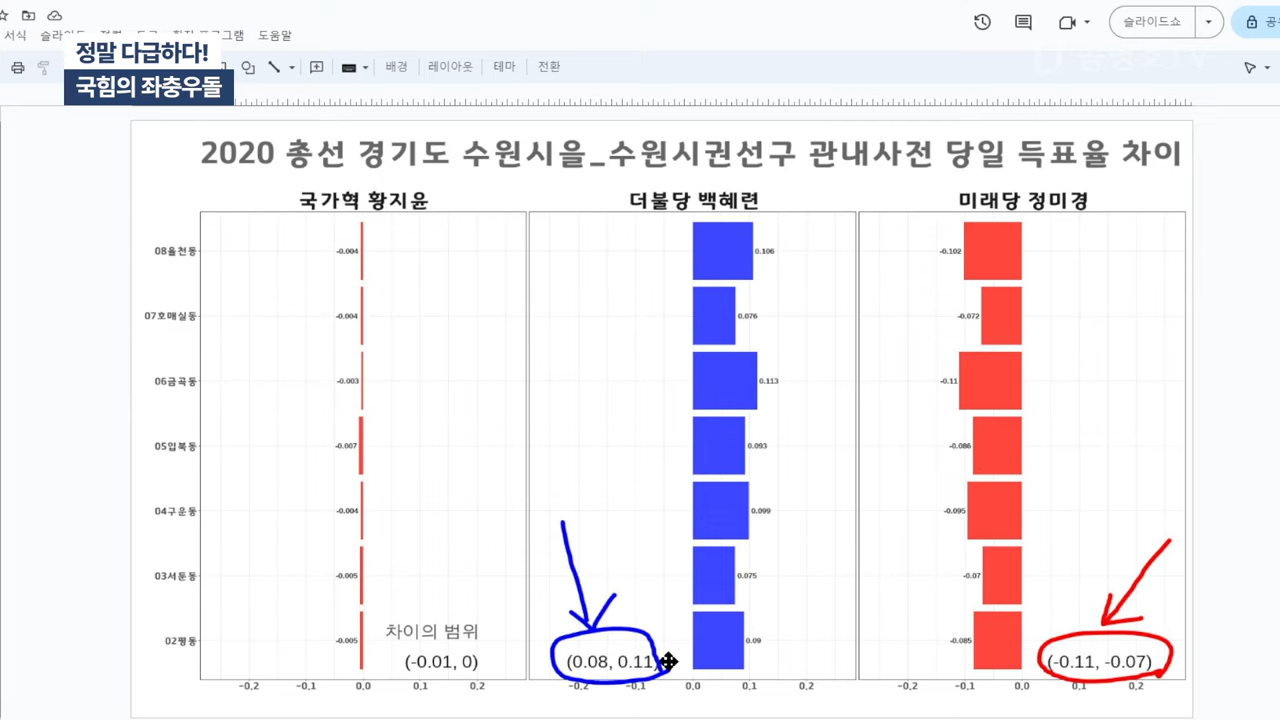 서식
도움말
정말 다급하다!
국힘의 좌충우돌
슬라이드쇼
배경
레이아웃
테마
전환
2020 총선 경기도 수원시을_수원시권선구 관내사전 당일 득표율 차이
국가혁 황지윤
더불당 백혜련
미래당 정미경
08율천동 -0.004 0.106 -0.102
07호매실동 -0.004 0.076 -0.072
06금곡동 -0.003 0.113 -0.11
05입북동 -0.007 0.093 -0.086
04구운동 -0.004 0.099 -0.095
03서둔동 -0.005 0.075 -0.07
02평동 -0.005 0.09 -0.085
차이의 범위
(-0.01, 0) (0.08, 0.11) (-0.11, -0.07)
-0,2 -0,1 0,0 0,1 0,2 -0,2 -0,1 0,0 0,1 0,2 -0,2 -0,1 0,0 0,1 0,2